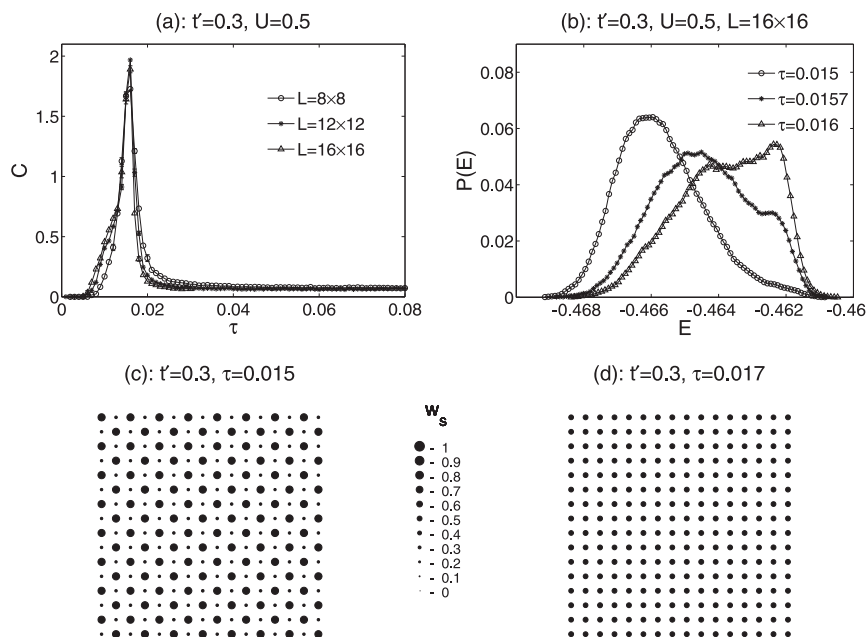 (a): t′=0.3, U=0.5
2
1.5
1
0.5
0
C
0
0.02
0.04
0.06
0.08
τ
L=8×8
L=12×12
L=16×16
(b): t′=0.3, U=0.5, L=16×16
0.08
0.06
0.04
0.02
0
P(E)
-0.468
-0.466
-0.464
-0.462
-0.46
E
τ=0.015
τ=0.0157
τ=0.016
(c): t′=0.3, τ=0.015
w_s
- 1
- 0.9
- 0.8
- 0.7
- 0.6
- 0.5
- 0.4
- 0.3
- 0.2
- 0.1
- 0
(d): t′=0.3, τ=0.017